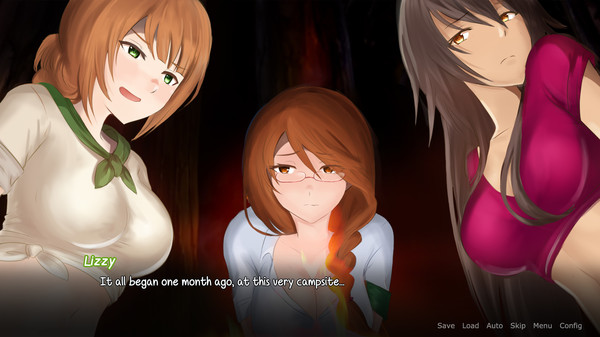 Lizzy
It all began one month ago, at this very campsite...
Save Load Auto Skip Menu Config